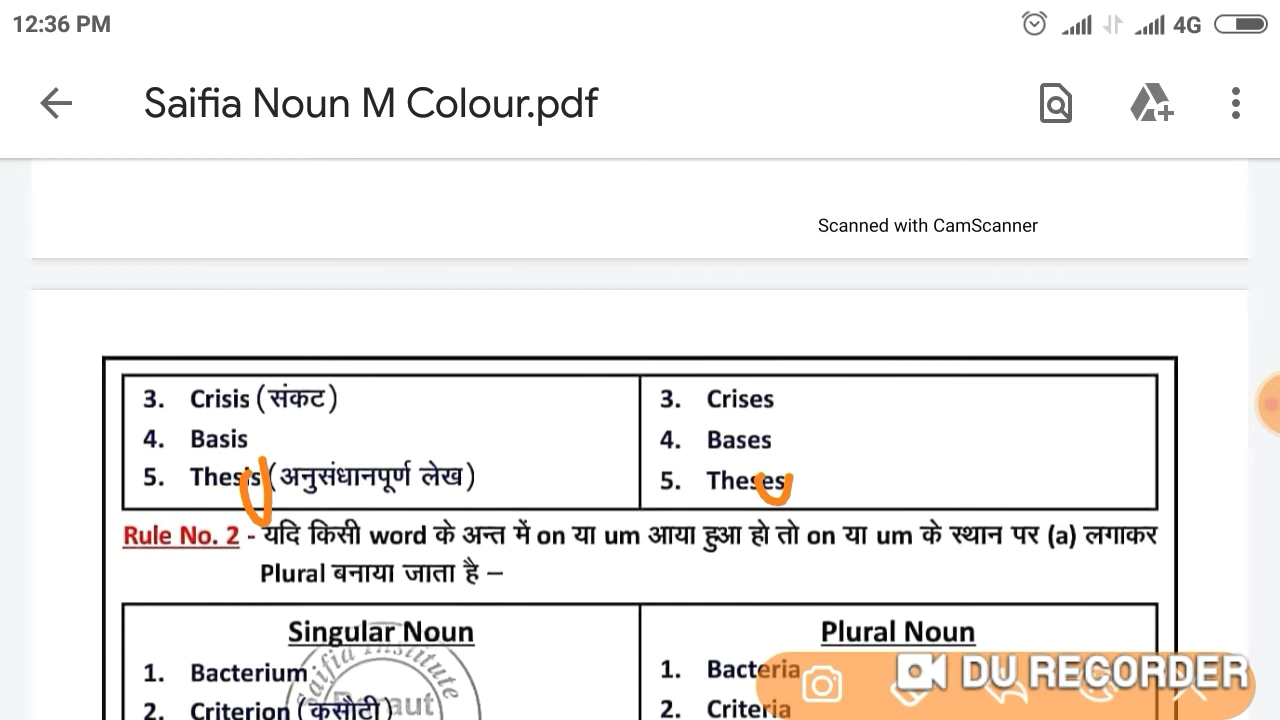 12:36 PM 4G
Saifia Noun M Colour.pdf
Scanned with CamScanner
3. Crisis (संकट) 3. Crises
4. Basis 4. Bases
5. Thesis (अनुसंधानपूर्ण लेख) 5. Theses
Rule No. 2 - यदि किसी word के अन्त में on या um आया हुआ हो तो on या um के स्थान पर (a) लगाकर
Plural बनाया जाता है –
Singular Noun Plural Noun
1. Bacterium 1. Bacteria
2. Criterion (कसौटी) 2. Criteria
Saifia Institute
DU RECORDER